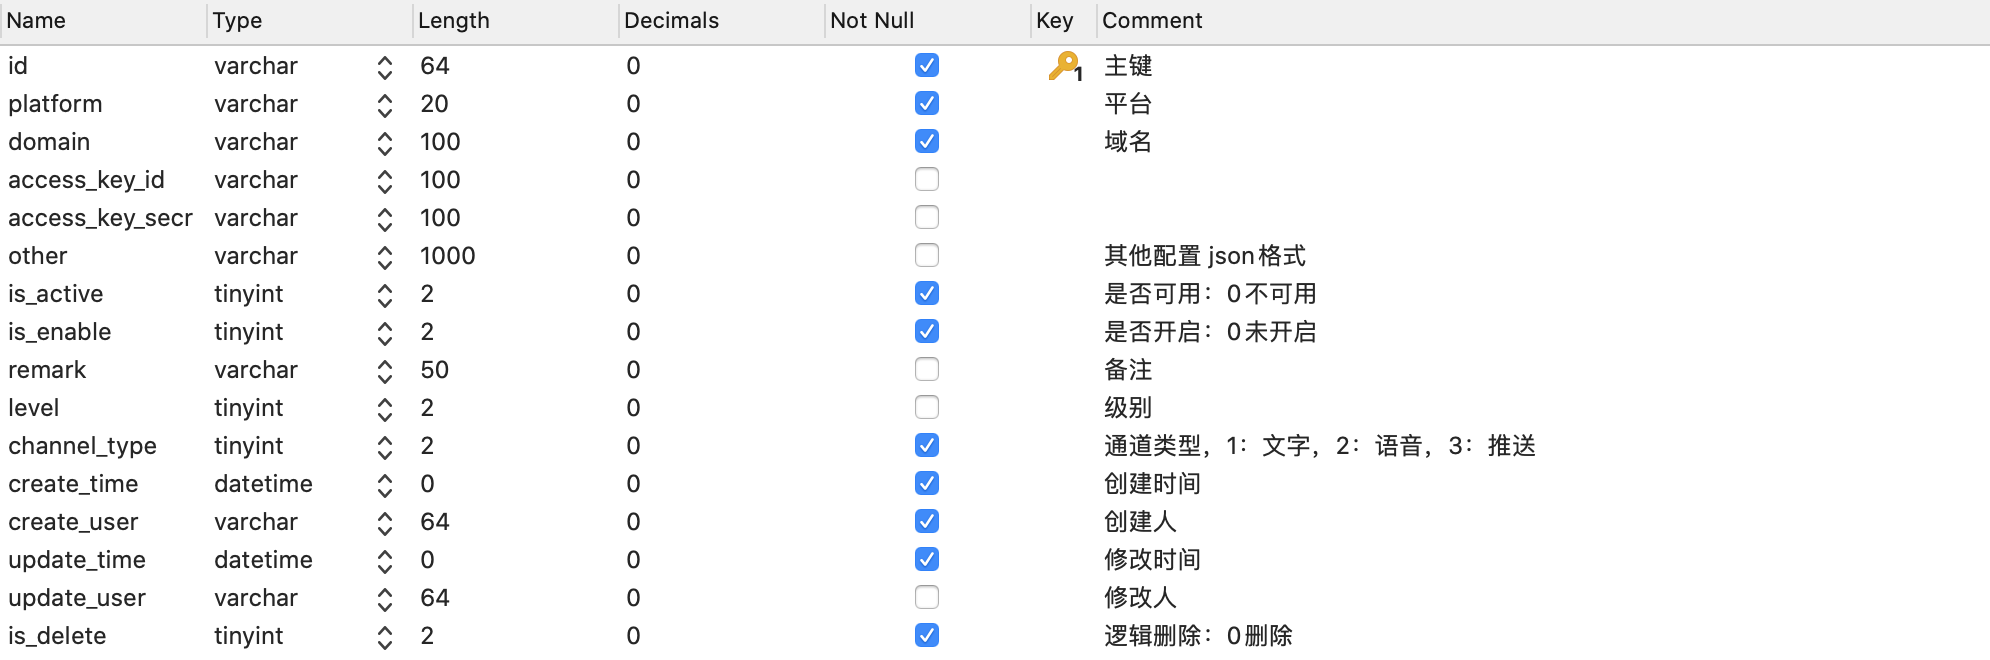 Name Type Length Decimals Not Null Key Comment
id varchar 64 0 1 主键
platform varchar 20 0 平台
domain varchar 100 0 域名
access_key_id varchar 100 0
access_key_secr varchar 100 0
other varchar 1000 0 其他配置 json格式
is_active tinyint 2 0 是否可用：0不可用
is_enable tinyint 2 0 是否开启：0未开启
remark varchar 50 0 备注
level tinyint 2 0 级别
channel_type tinyint 2 0 通道类型，1：文字，2：语音，3：推送
create_time datetime 0 0 创建时间
create_user varchar 64 0 创建人
update_time datetime 0 0 修改时间
update_user varchar 64 0 修改人
is_delete tinyint 2 0 逻辑删除：0删除